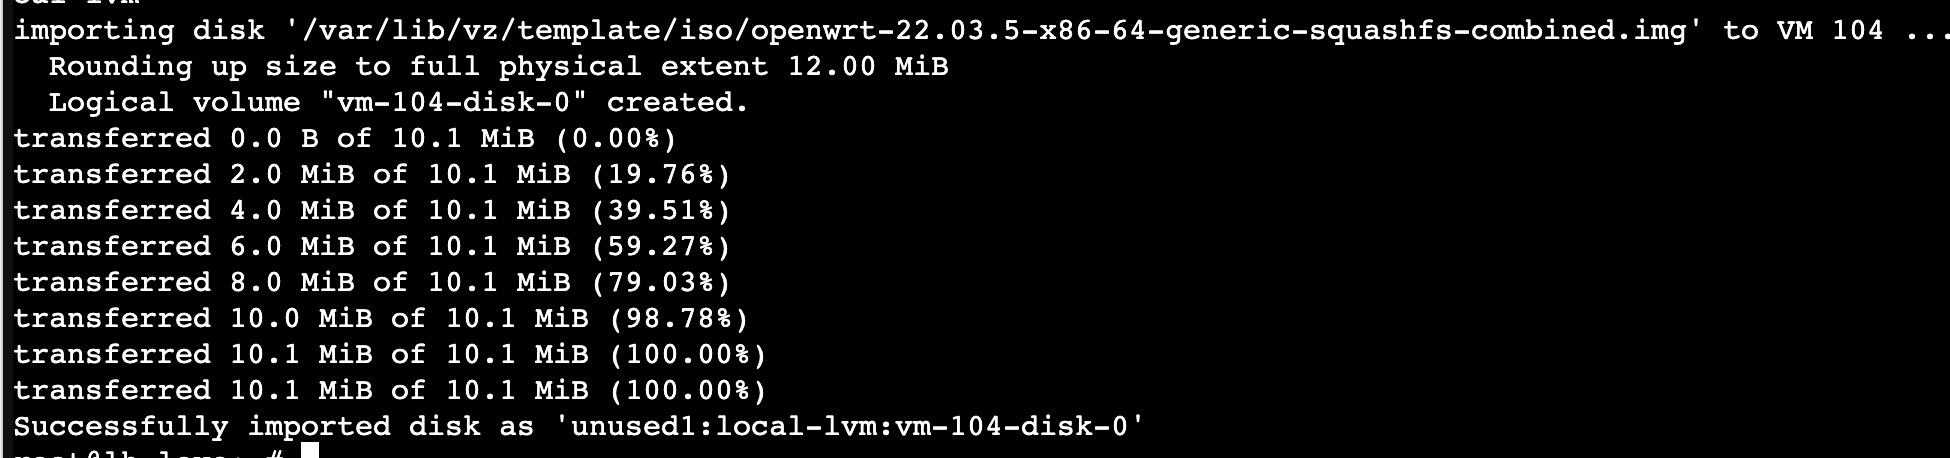 importing disk '/var/lib/vz/template/iso/openwrt-22.03.5-x86-64-generic-squashfs-combined.img' to VM 104 ...
  Rounding up size to full physical extent 12.00 MiB
  Logical volume "vm-104-disk-0" created.
transferred 0.0 B of 10.1 MiB (0.00%)
transferred 2.0 MiB of 10.1 MiB (19.76%)
transferred 4.0 MiB of 10.1 MiB (39.51%)
transferred 6.0 MiB of 10.1 MiB (59.27%)
transferred 8.0 MiB of 10.1 MiB (79.03%)
transferred 10.0 MiB of 10.1 MiB (98.78%)
transferred 10.1 MiB of 10.1 MiB (100.00%)
transferred 10.1 MiB of 10.1 MiB (100.00%)
Successfully imported disk as 'unused1:local-lvm:vm-104-disk-0'